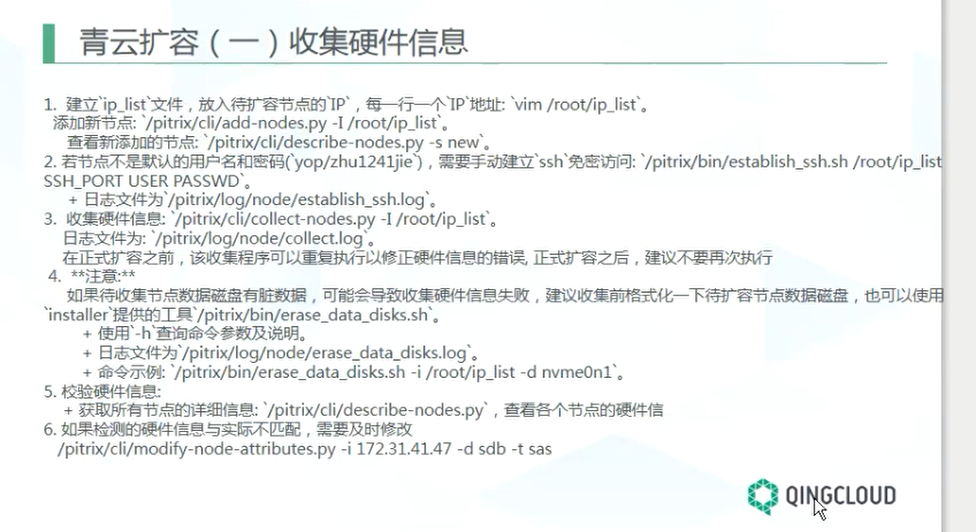 青云扩容（一）收集硬件信息
1. 建立`ip_list`文件，放入待扩容节点的`IP`，每一行一个`IP`地址: `vim /root/ip_list`。
添加新节点: `/pitrix/cli/add-nodes.py -I /root/ip_list`。
查看新添加的节点: `/pitrix/cli/describe-nodes.py -s new`。
2. 若节点不是默认的用户名和密码(`yop/zhu1241jie`)，需要手动建立`ssh`免密访问: `/pitrix/bin/establish_ssh.sh /root/ip_list
SSH_PORT USER PASSWD`。
+ 日志文件为`/pitrix/log/node/establish_ssh.log`。
3. 收集硬件信息: `/pitrix/cli/collect-nodes.py -I /root/ip_list`。
日志文件为: `/pitrix/log/node/collect.log`。
在正式扩容之前，该收集程序可以重复执行以修正硬件信息的错误, 正式扩容之后，建议不要再次执行
4. **注意:**
如果待收集节点数据磁盘有脏数据，可能会导致收集硬件信息失败，建议收集前格式化一下待扩容节点数据磁盘，也可以使用
`installer`提供的工具`/pitrix/bin/erase_data_disks.sh`。
+ 使用`-h`查询命令参数及说明。
+ 日志文件为`/pitrix/log/node/erase_data_disks.log`。
+ 命令示例: `/pitrix/bin/erase_data_disks.sh -i /root/ip_list -d nvme0n1`。
5. 校验硬件信息:
+ 获取所有节点的详细信息: `/pitrix/cli/describe-nodes.py`，查看各个节点的硬件信
6. 如果检测的硬件信息与实际不匹配，需要及时修改
/pitrix/cli/modify-node-attributes.py -i 172.31.41.47 -d sdb -t sas
QINGCLOUD